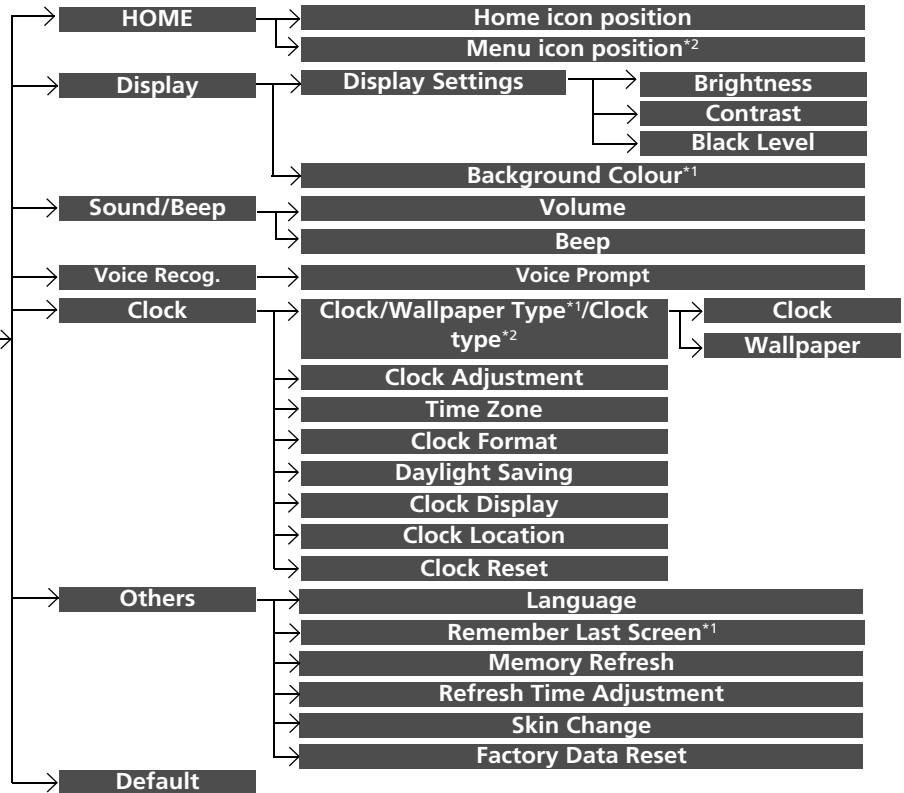 HOME
Home icon position
Menu icon position*2
Display
Display Settings
Brightness
Contrast
Black Level
Background Colour*1
Sound/Beep
Volume
Beep
Voice Recog.
Voice Prompt
Clock
Clock/Wallpaper Type*1/Clock
type*2
Clock
Wallpaper
Clock Adjustment
Time Zone
Clock Format
Daylight Saving
Clock Display
Clock Location
Clock Reset
Others
Language
Remember Last Screen*1
Memory Refresh
Refresh Time Adjustment
Skin Change
Factory Data Reset
Default